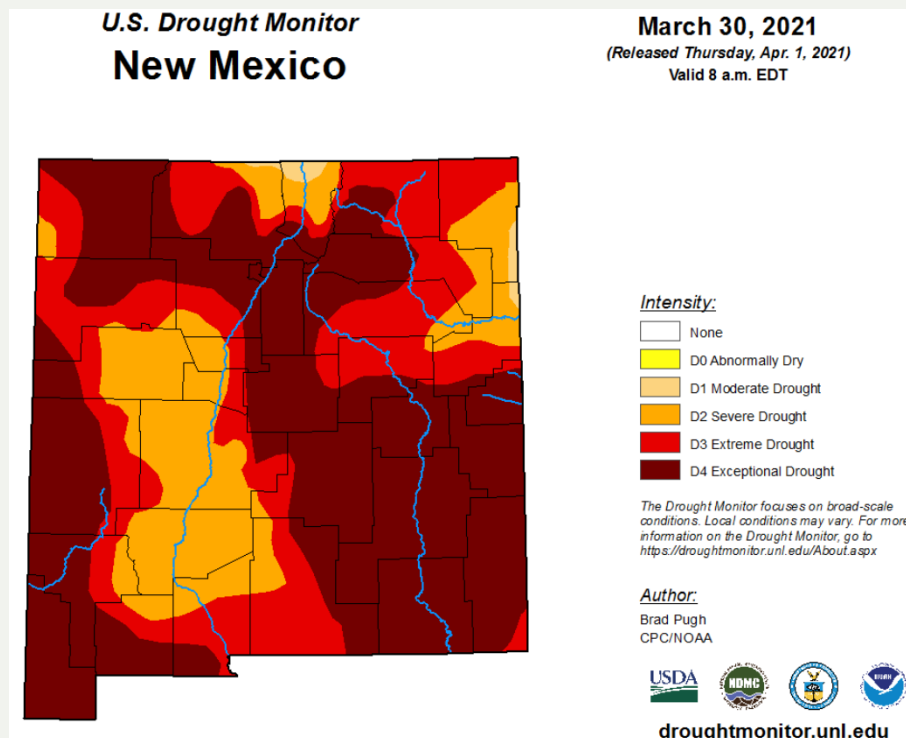 U.S. Drought Monitor
New Mexico
March 30, 2021
(Released Thursday, Apr. 1, 2021)
Valid 8 a.m. EDT
Intensity:
None
D0 Abnormally Dry
D1 Moderate Drought
D2 Severe Drought
D3 Extreme Drought
D4 Exceptional Drought
The Drought Monitor focuses on broad-scale
conditions. Local conditions may vary. For more
information on the Drought Monitor, go to
https://droughtmonitor.unl.edu/About.aspx
Author:
Brad Pugh
CPC/NOAA
USDA
NDMC
droughtmonitor.unl.edu